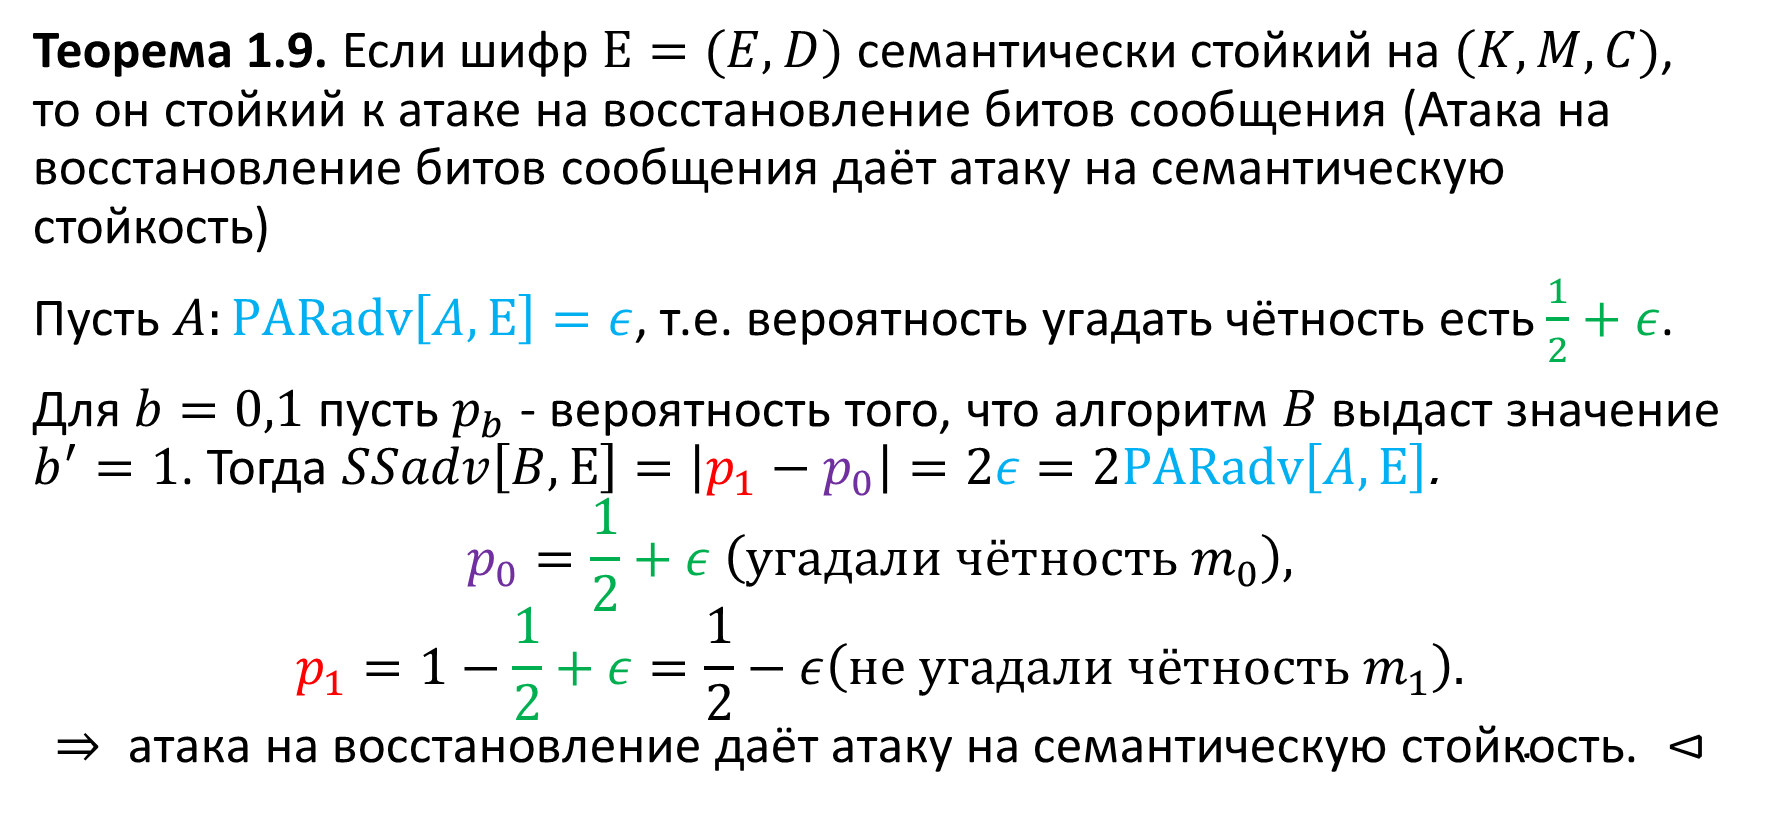 Теорема 1.9. Если шифр E = (E, D) семантически стойкий на (K, M, C),
то он стойкий к атаке на восстановление битов сообщения (Атака на
восстановление битов сообщения даёт атаку на семантическую
стойкость)
Пусть A: PARadv[A, E] = ϵ, т.е. вероятность угадать чётность есть 1/2 + ϵ.
Для b = 0,1 пусть p_b - вероятность того, что алгоритм B выдаст значение
b′ = 1. Тогда SSadv[B, E] = |p_1 − p_0| = 2ϵ = 2PARadv[A, E].
p_0 = 1/2 + ϵ (угадали чётность m_0),
p_1 = 1 − 1/2 + ϵ = 1/2 − ϵ(не угадали чётность m_1).
⇒ атака на восстановление даёт атаку на семантическую стойкость. ⊲